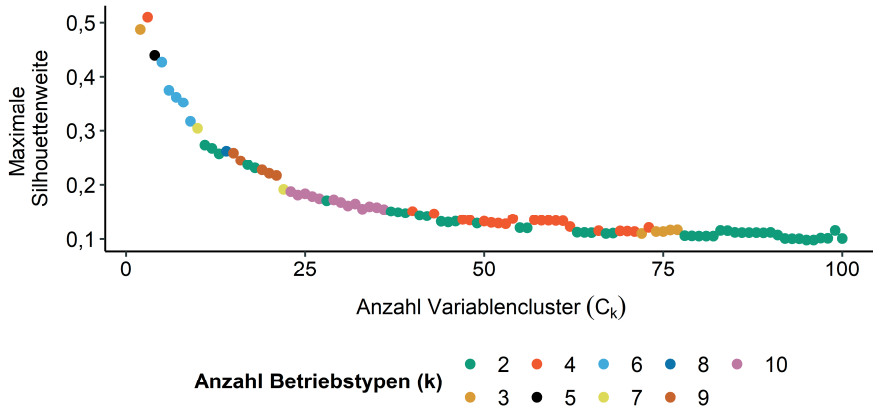 Maximale
Silhouettenweite
0,5
0,4
0,3
0,2
0,1
0 25 50 75 100
Anzahl Variablencluster (Cₖ)
Anzahl Betriebstypen (k)
2 4 6 8 10
3 5 7 9